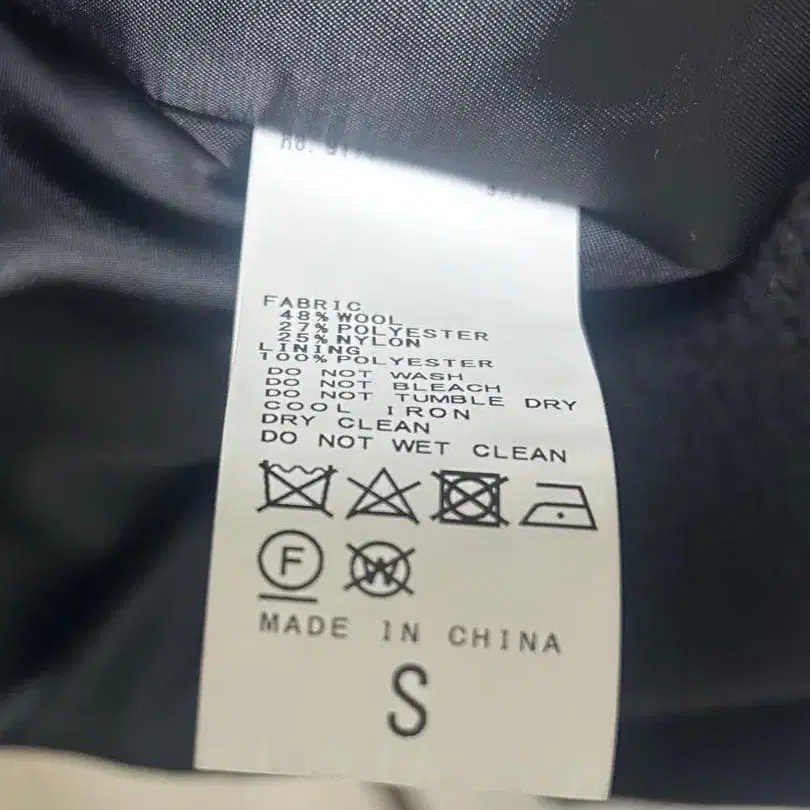 no.
FABRIC
48% WOOL
27% POLYESTER
25% NYLON
LINING
100% POLYESTER
DO NOT WASH
DO NOT BLEACH
DO NOT TUMBLE DRY
COOL IRON
DRY CLEAN
DO NOT WET CLEAN
F W
MADE IN CHINA
S